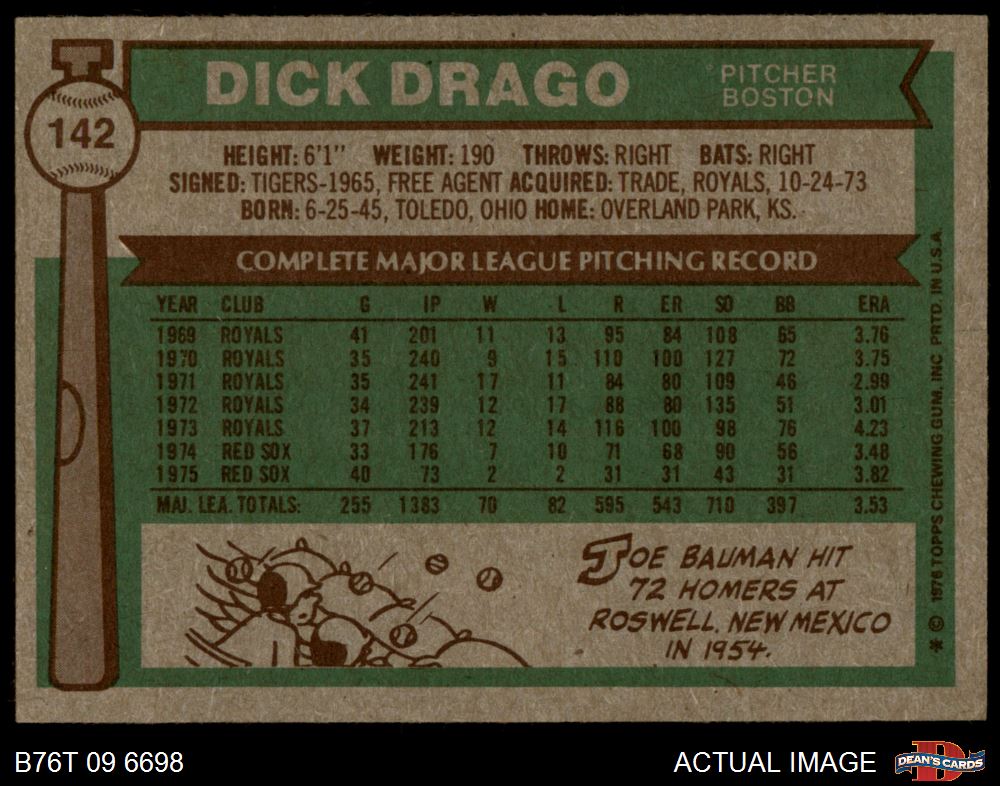 142
DICK DRAGO
PITCHER
BOSTON
HEIGHT: 6'1" WEIGHT: 190 THROWS: RIGHT BATS: RIGHT
SIGNED: TIGERS-1965, FREE AGENT ACQUIRED: TRADE, ROYALS, 10-24-73
BORN: 6-25-45, TOLEDO, OHIO HOME: OVERLAND PARK, KS.
COMPLETE MAJOR LEAGUE PITCHING RECORD
YEAR CLUB G IP W L R ER SO BB ERA
1969 ROYALS 41 201 11 13 95 84 108 65 3.76
1970 ROYALS 35 240 9 15 110 100 127 72 3.75
1971 ROYALS 35 241 17 11 84 80 109 46 2.99
1972 ROYALS 34 239 12 17 88 80 135 51 3.01
1973 ROYALS 37 213 12 14 116 100 98 76 4.23
1974 RED SOX 33 176 7 10 71 68 90 56 3.48
1975 RED SOX 40 73 2 2 31 31 43 31 3.82
MAJ. LEA. TOTALS: 255 1383 70 82 595 543 710 397 3.53
JOE BAUMAN HIT
72 HOMERS AT
ROSWELL, NEW MEXICO
IN 1954.
* © 1976 TOPPS CHEWING GUM, INC PRTD. IN U.S.A.
B76T 09 6698
ACTUAL IMAGE
D
DEAN'S CARDS